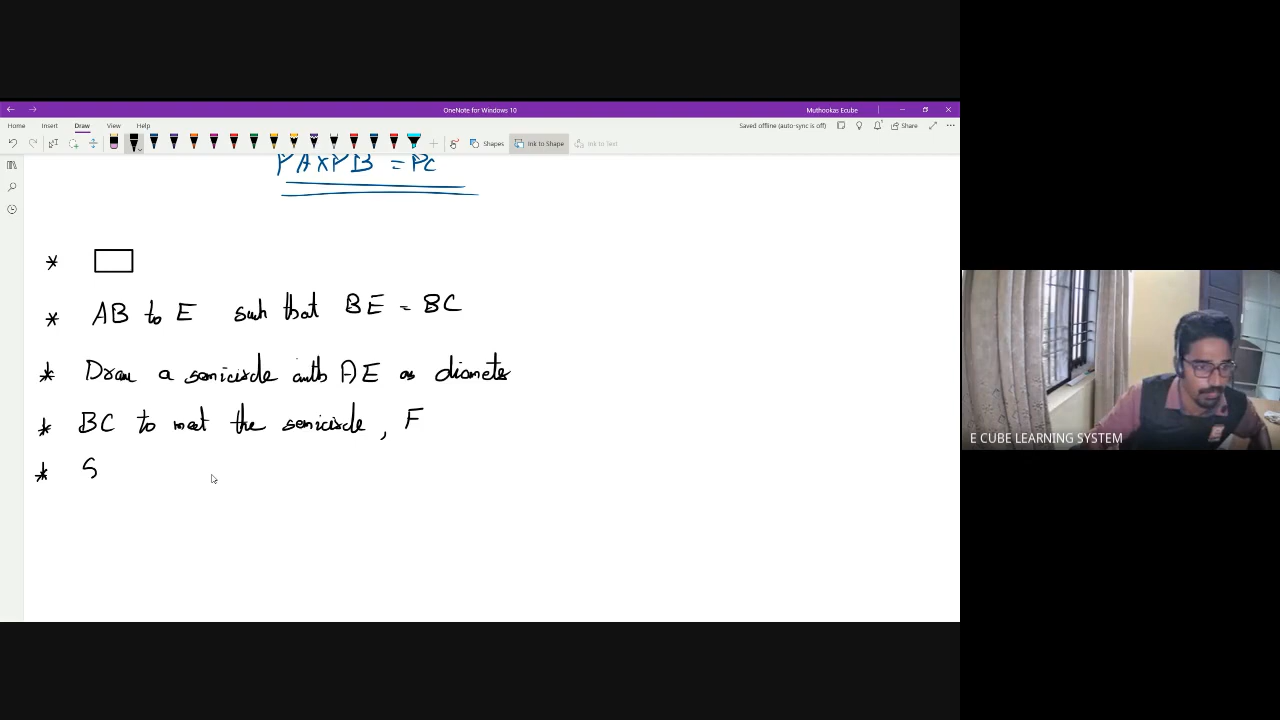 OneNote for Windows 10
Muthookas Ecube
Home Insert Draw View Help
Saved offline (auto-sync is off)
Share
Shapes
Ink to Shape
Ink to Text
PA×PB = PC
*
* AB to E such that BE = BC
* Draw a semicircle with AE as diameter
* BC to meet the semicircle, F
* S
E CUBE LEARNING SYSTEM